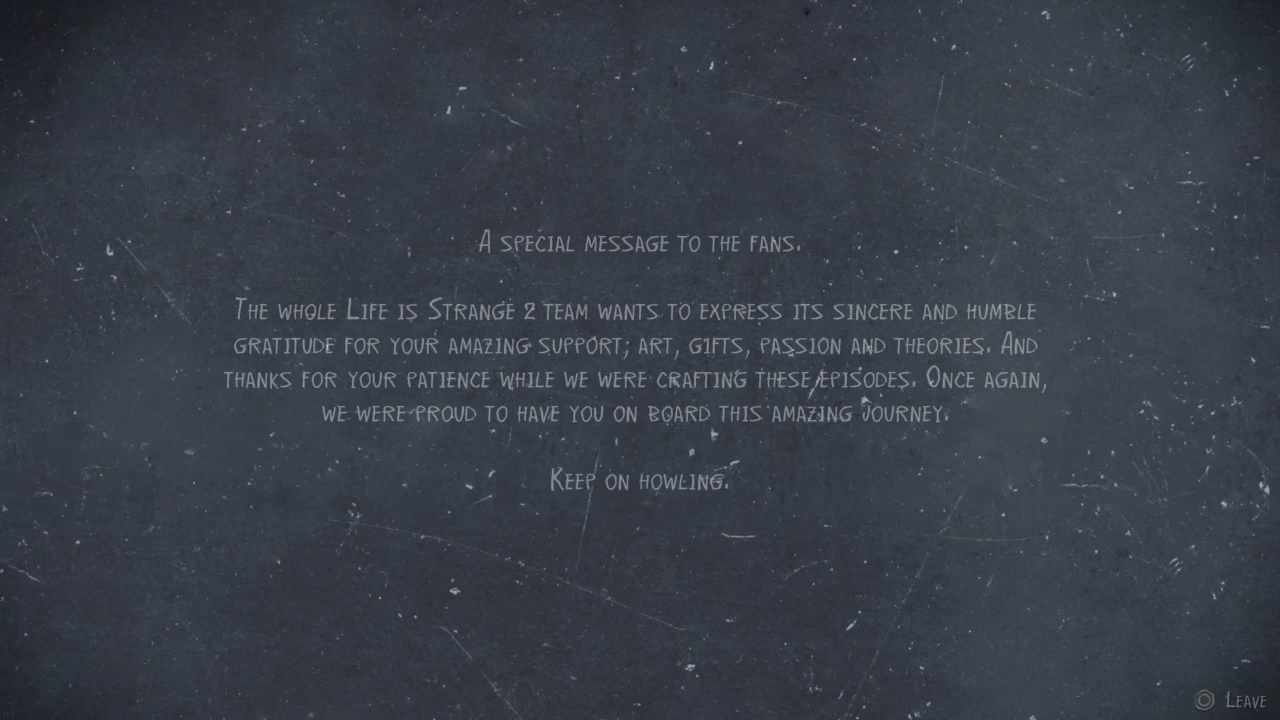 A special message to the fans.
The whole Life is Strange 2 team wants to express its sincere and humble
gratitude for your amazing support; art, gifts, passion and theories. And
thanks for your patience while we were crafting these episodes. Once again,
we were proud to have you on board this amazing journey.
Keep on howling.
Leave